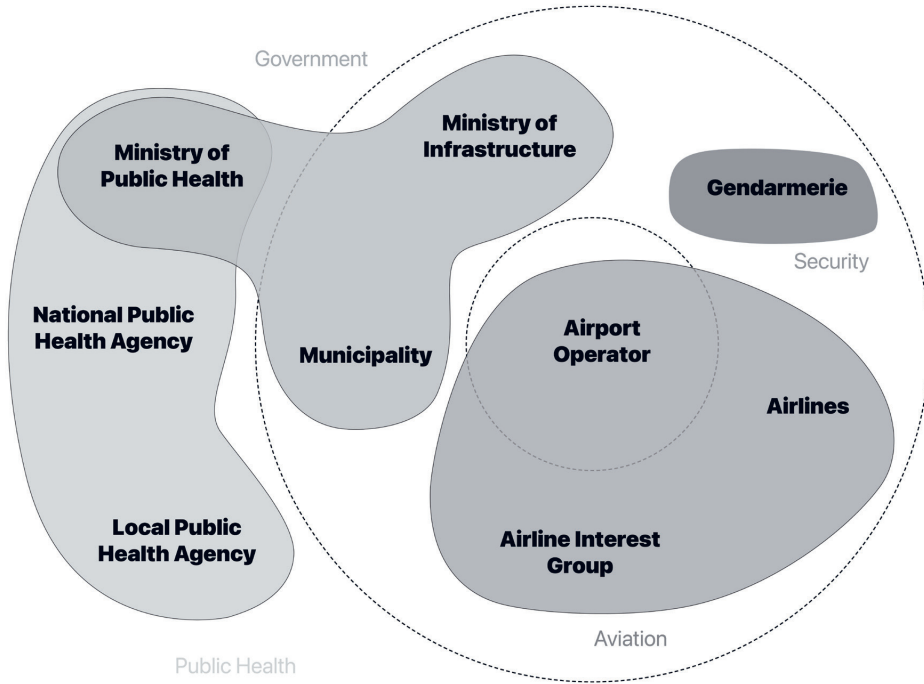 Government
Ministry of
Infrastructure
Ministry of
Public Health
Gendarmerie
Security
National Public
Health Agency
Airport
Operator
Municipality
Airlines
Local Public
Health Agency
Airline Interest
Group
Aviation
Public Health